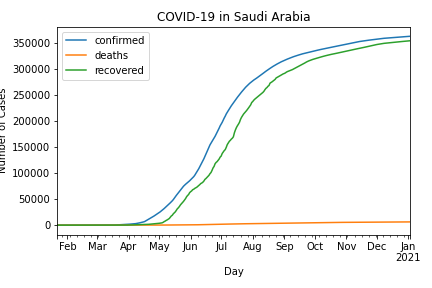 COVID-19 in Saudi Arabia
confirmed
deaths
recovered
350000
300000
250000
200000
150000
100000
50000
0
Number of Cases
Feb Mar Apr May Jun Jul Aug Sep Oct Nov Dec Jan
2021
Day